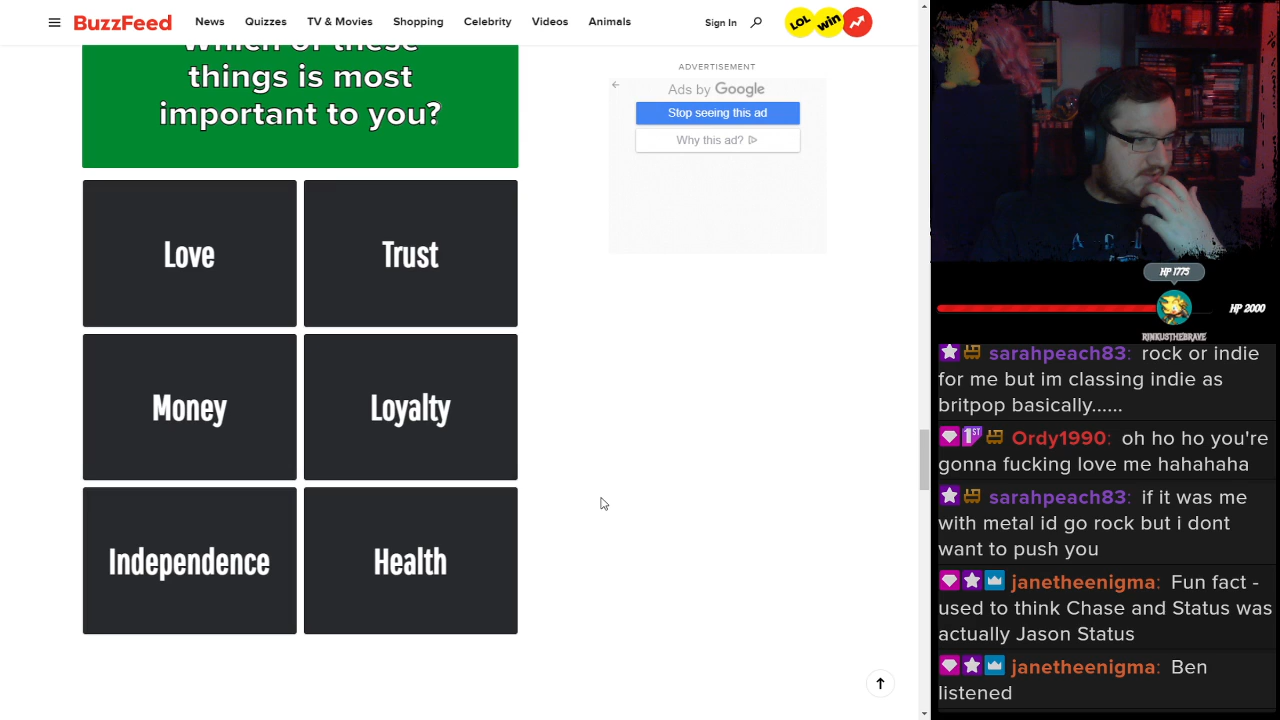 BuzzFeed
News
Quizzes
TV & Movies
Shopping
Celebrity
Videos
Animals
Sign In
LOL
win
Which of these
things is most
important to you?
Love
Trust
Money
Loyalty
Independence
Health
ADVERTISEMENT
Ads by Google
Stop seeing this ad
Why this ad?
HP 1775
HP 2000
RINKUSTHEBRAVE
sarahpeach83: rock or indie
for me but im classing indie as
britpop basically......
1ST Ordy1990: oh ho ho you're
gonna fucking love me hahahaha
sarahpeach83: if it was me
with metal id go rock but i dont
want to push you
janetheenigma: Fun fact -
used to think Chase and Status was
actually Jason Status
janetheenigma: Ben
listened